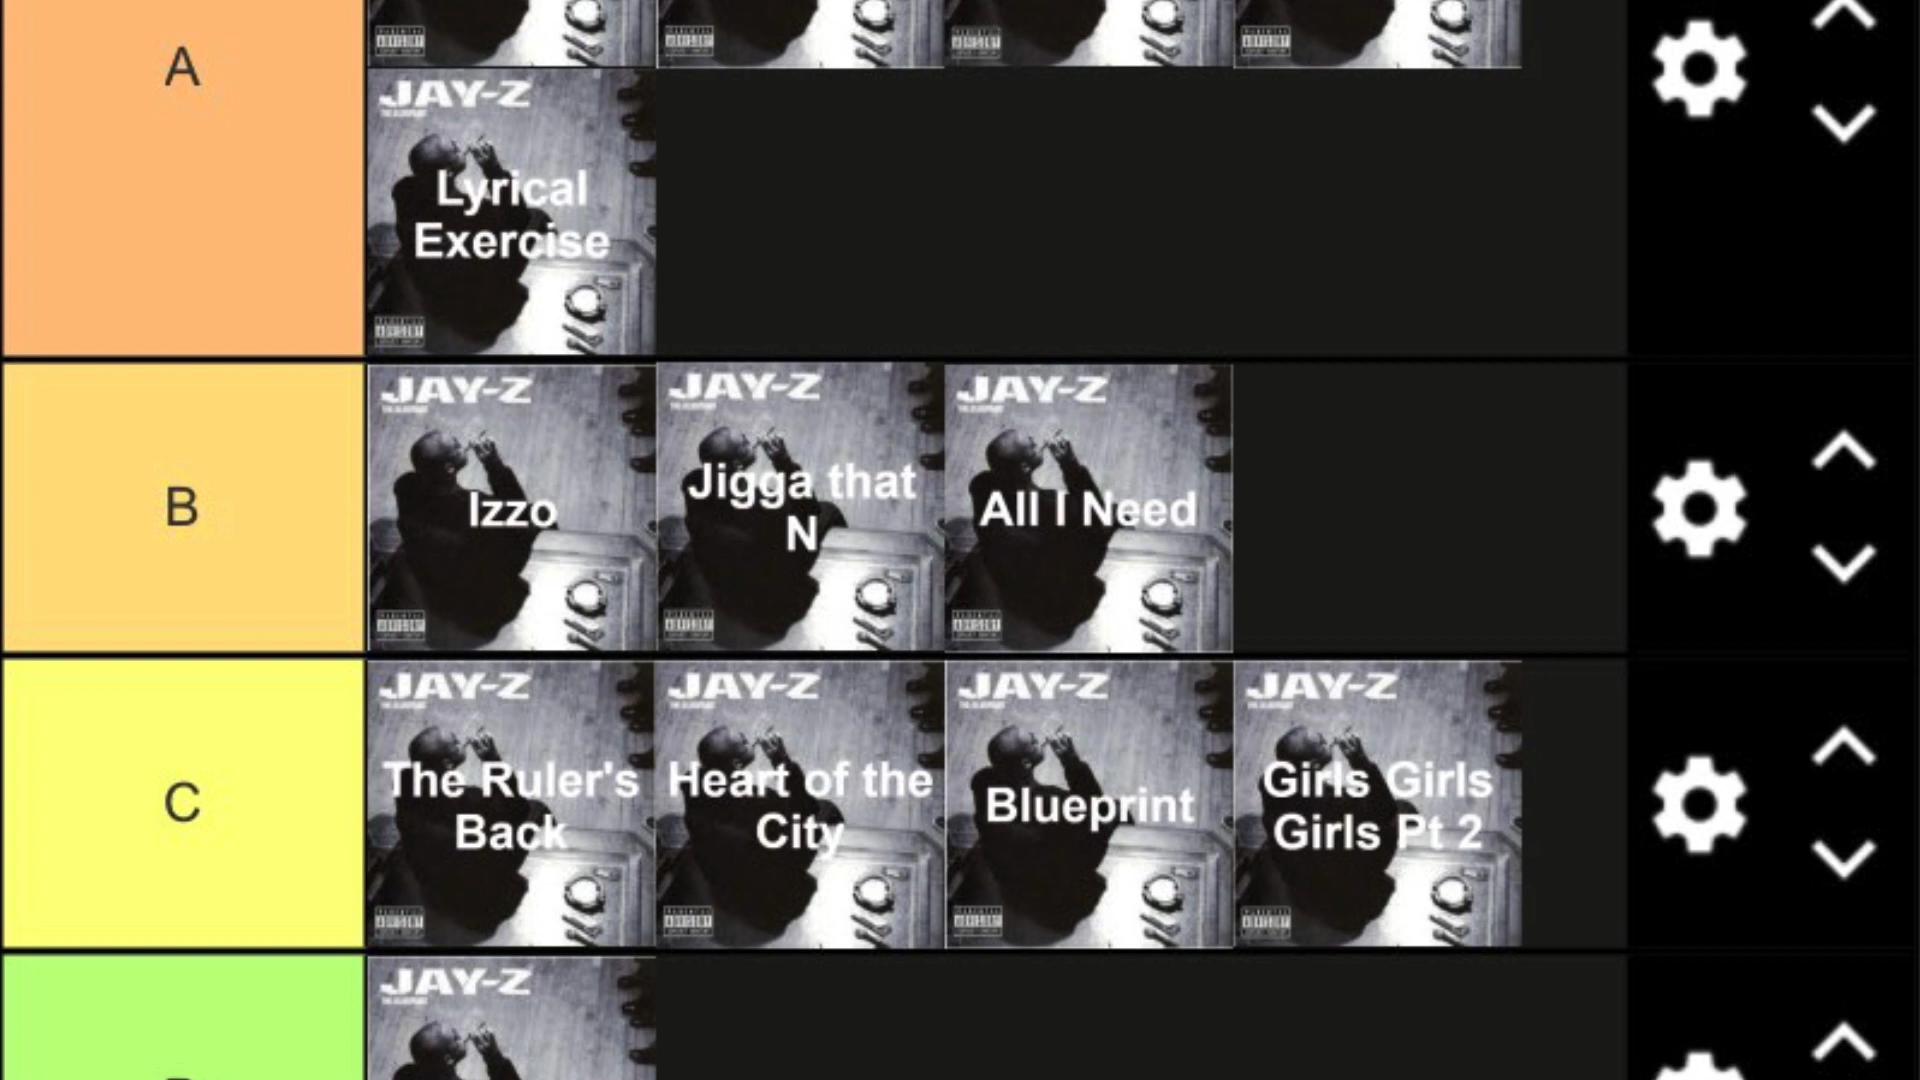 A
JAY-Z
Lyrical
Exercise
B
JAY-Z
Izzo
JAY-Z
Jigga that
N
JAY-Z
All I Need
C
JAY-Z
The Ruler's
Back
JAY-Z
Heart of the
City
JAY-Z
Blueprint
JAY-Z
Girls Girls
Girls Pt 2
JAY-Z